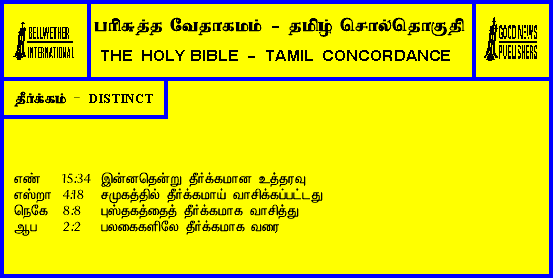 BELLWETHER
INTERNATIONAL
பரிசுத்த வேதாகமம் - தமிழ் சொல்தொகுதி
THE HOLY BIBLE - TAMIL CONCORDANCE
GOOD NEWS
PUBLISHERS
தீர்க்கம் - DISTINCT
எண் 15:34 இன்னதென்று தீர்க்கமான உத்தரவு
எஸ்றா 4:18 சமுகத்தில் தீர்க்கமாய் வாசிக்கப்பட்டது
நெகே 8:8 புஸ்தகத்தைத் தீர்க்கமாக வாசித்து
ஆப 2:2 பலகைகளிலே தீர்க்கமாக வரை